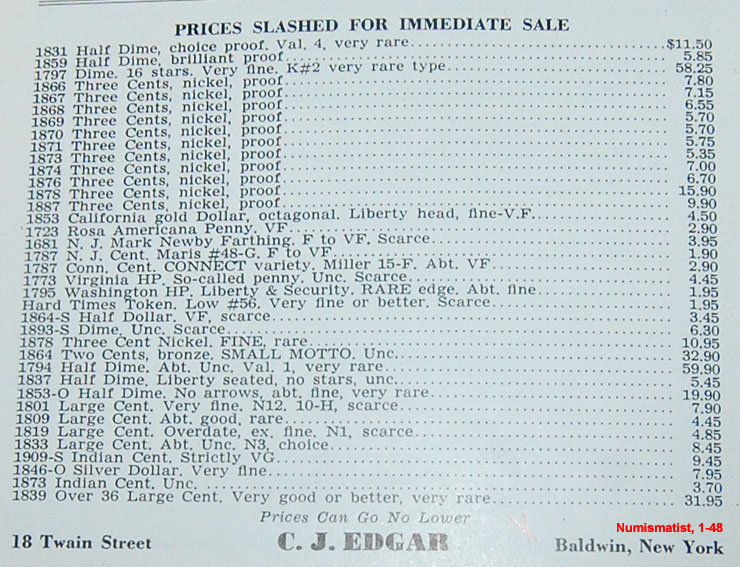 PRICES SLASHED FOR IMMEDIATE SALE
1831 Half Dime, choice proof. Val. 4, very rare $11.50
1859 Half Dime, brilliant proof 5.85
1797 Dime. 16 stars. Very fine. K#2 very rare type 58.25
1866 Three Cents, nickel, proof 7.80
1867 Three Cents, nickel, proof 7.15
1868 Three Cents, nickel, proof 6.55
1869 Three Cents, nickel, proof 5.70
1870 Three Cents, nickel, proof 5.70
1871 Three Cents, nickel, proof 5.75
1873 Three Cents, nickel, proof 5.35
1874 Three Cents, nickel, proof 7.00
1876 Three Cents, nickel, proof 6.70
1878 Three Cents, nickel, proof 15.90
1887 Three Cents, nickel, proof 9.90
1853 California gold Dollar, octagonal. Liberty head, fine-V.F. 4.50
1723 Rosa Americana Penny. VF 2.90
1681 N. J. Mark Newby Farthing. F to VF. Scarce 3.95
1787 N. J. Cent. Maris #48-G. F to VF 1.90
1787 Conn. Cent. CONNECT variety. Miller 15-F. Abt. VF 2.90
1773 Virginia HP. So-called penny. Unc. Scarce 4.45
1795 Washington HP. Liberty & Security. RARE edge. Abt. fine 1.95
Hard Times Token. Low #56. Very fine or better. Scarce 1.95
1864-S Half Dollar. VF, scarce 3.45
1893-S Dime. Unc. Scarce 6.30
1878 Three Cent Nickel. FINE, rare 10.95
1864 Two Cents, bronze. SMALL MOTTO. Unc. 32.90
1794 Half Dime. Abt. Unc. Val. 1, very rare 59.90
1837 Half Dime. Liberty seated, no stars, unc. 5.45
1853-O Half Dime. No arrows, abt. fine, very rare 19.90
1801 Large Cent. Very fine. N12. 10-H, scarce 7.90
1809 Large Cent. Abt. good, rare 4.45
1819 Large Cent. Overdate, ex. fine. N1, scarce 4.85
1833 Large Cent. Abt. Unc. N3, choice 8.45
1909-S Indian Cent. Strictly VG 9.45
1846-O Silver Dollar. Very fine 7.95
1873 Indian Cent. Unc. 3.70
1839 Over 36 Large Cent. Very good or better, very rare 31.95
Prices Can Go No Lower
Numismatist, 1-48
18 Twain Street C. J. EDGAR Baldwin, New York